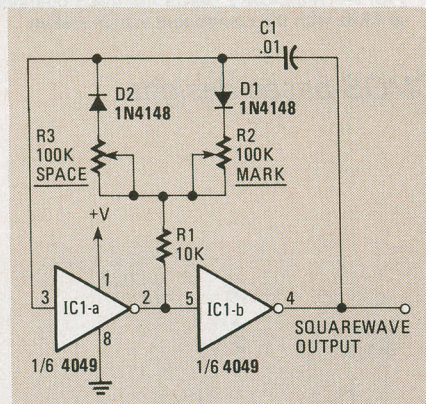 C1
.01
D2
1N4148
D1
1N4148
R3
100K
SPACE
R2
100K
MARK
+V
R1
10K
1
3
IC1-a
2
5
IC1-b
4
8
SQUAREWAVE
OUTPUT
1/6 4049
1/6 4049